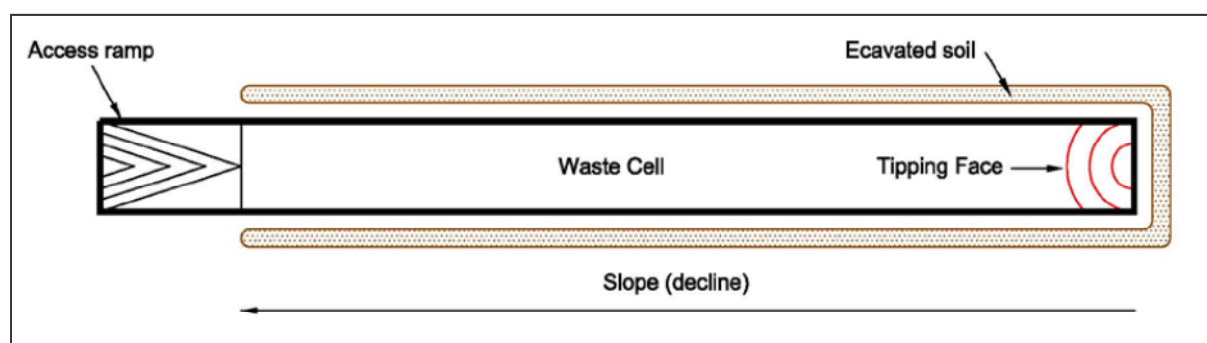 Access ramp
Ecavated soil
Waste Cell
Tipping Face
Slope (decline)